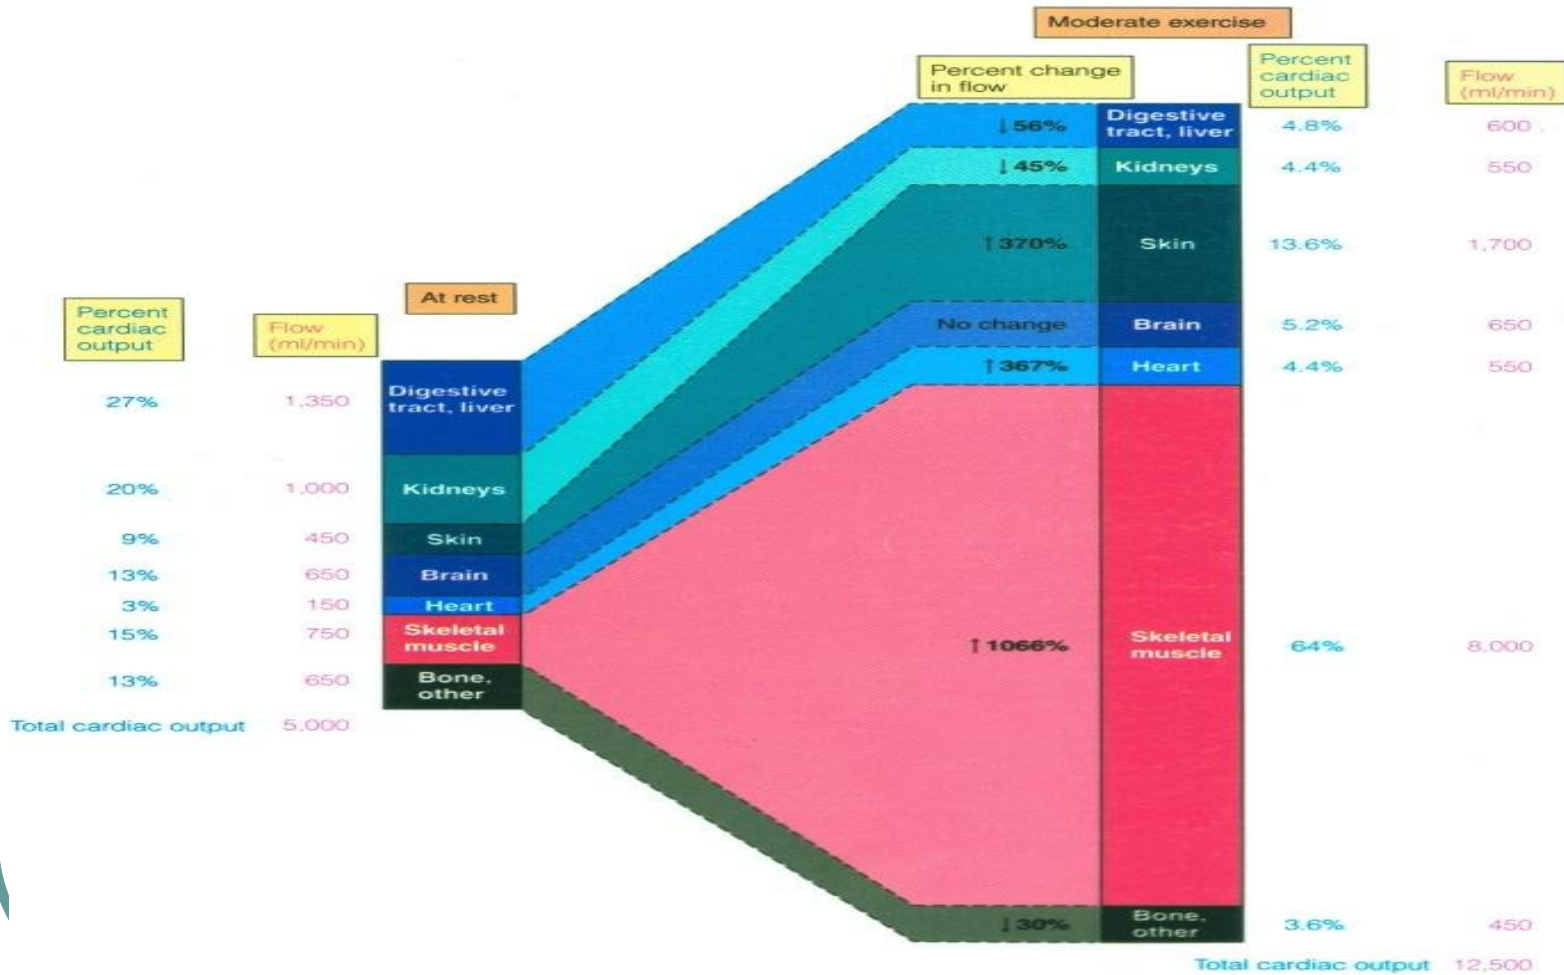 Moderate exercise
Percent change
in flow
Percent
cardiac
output
Flow
(ml/min)
↓ 56%
Digestive
tract, liver
4.8%
600
↓ 45%
Kidneys
4.4%
550
↑ 370%
Skin
13.6%
1,700
No change
Brain
5.2%
650
↑ 367%
Heart
4.4%
550
↑ 1066%
Skeletal
muscle
64%
8,000
↓ 30%
Bone,
other
3.6%
450
Total cardiac output 12,500
At rest
Percent
cardiac
output
Flow
(ml/min)
27%
1,350
Digestive
tract, liver
20%
1,000
Kidneys
9%
450
Skin
13%
650
Brain
3%
150
Heart
15%
750
Skeletal
muscle
13%
650
Bone,
other
Total cardiac output 5,000